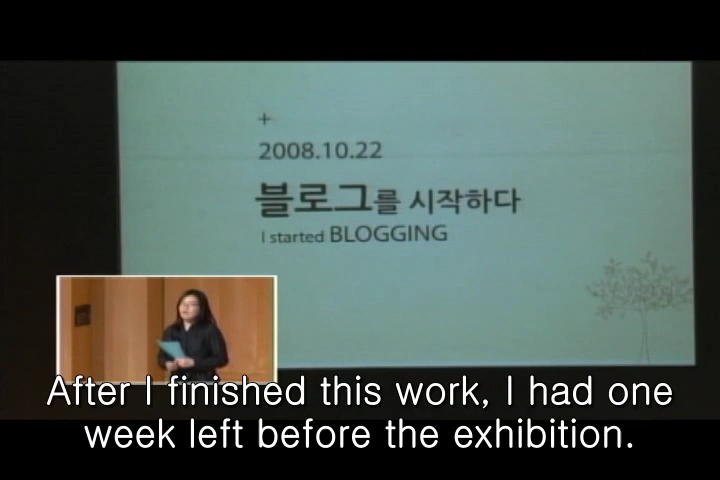 +
2008.10.22
블로그를 시작하다
I started BLOGGING
After I finished this work, I had one
week left before the exhibition.